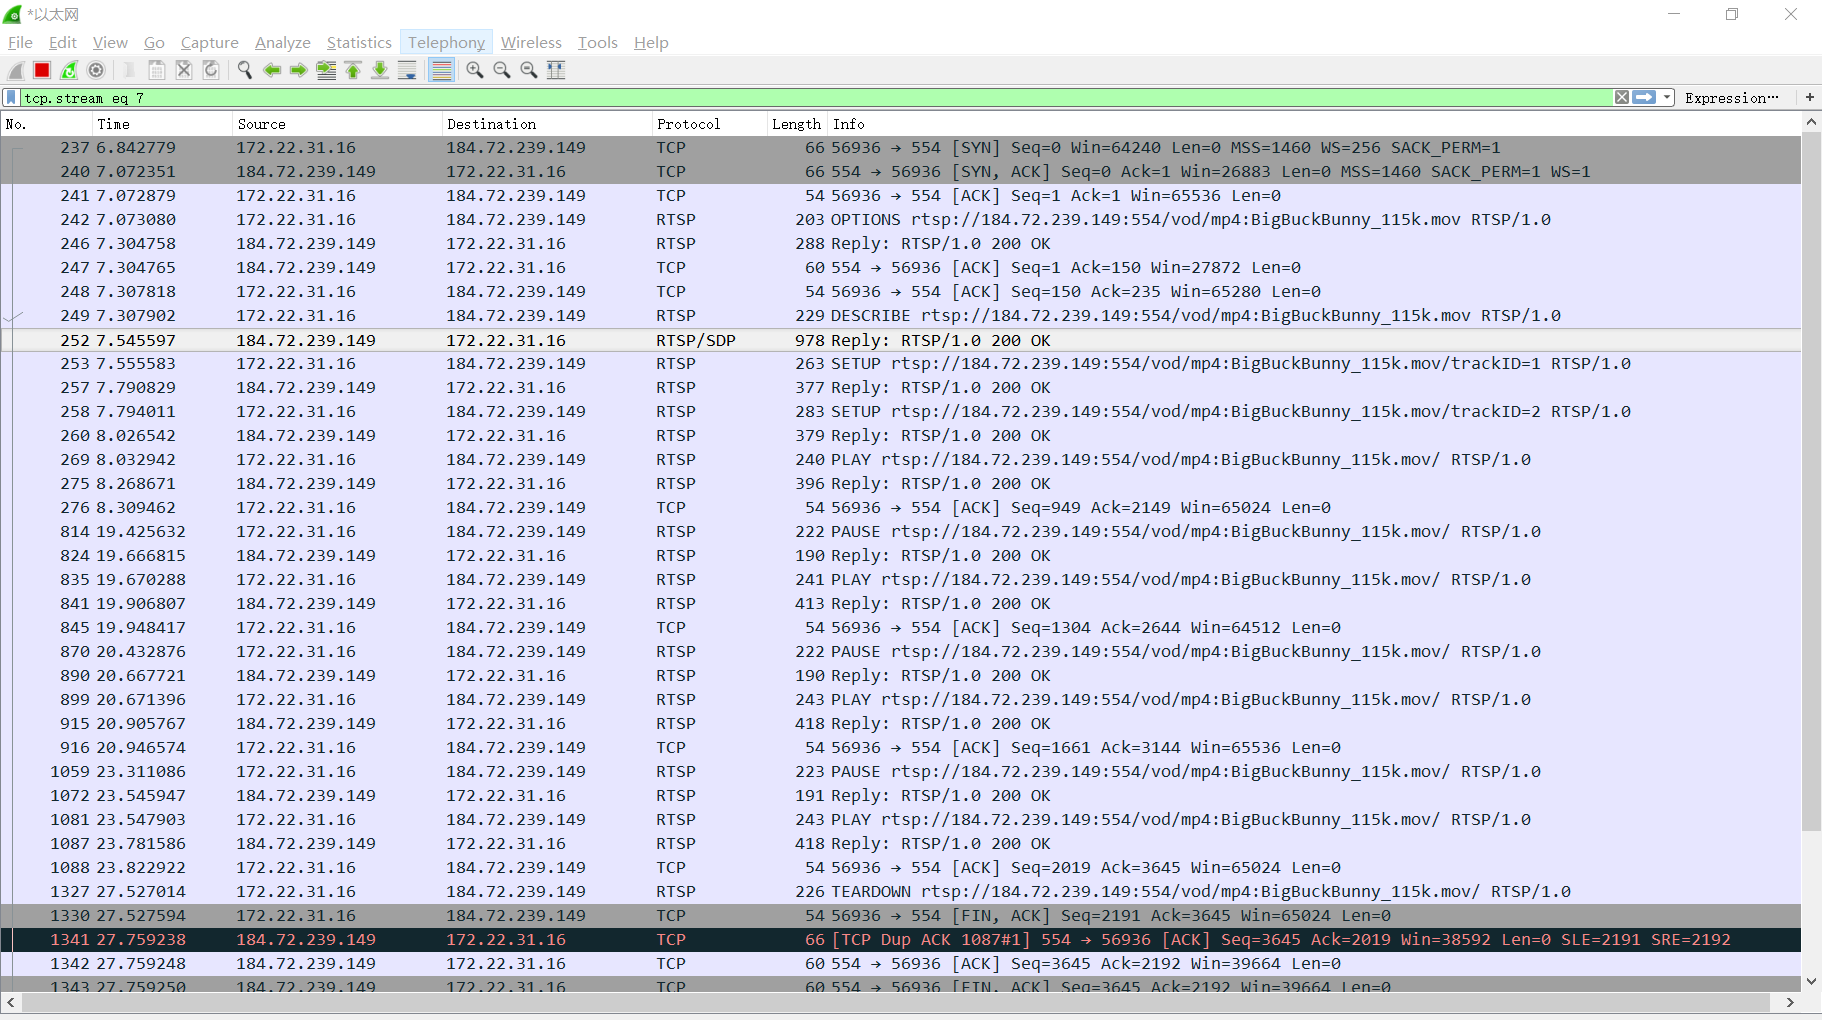 *以太网
File Edit View Go Capture Analyze Statistics Telephony Wireless Tools Help
tcp.stream eq 7 Expression… +
No. Time Source Destination Protocol Length Info
237 6.842779 172.22.31.16 184.72.239.149 TCP 66 56936 → 554 [SYN] Seq=0 Win=64240 Len=0 MSS=1460 WS=256 SACK_PERM=1
240 7.072351 184.72.239.149 172.22.31.16 TCP 66 554 → 56936 [SYN, ACK] Seq=0 Ack=1 Win=26883 Len=0 MSS=1460 SACK_PERM=1 WS=1
241 7.072879 172.22.31.16 184.72.239.149 TCP 54 56936 → 554 [ACK] Seq=1 Ack=1 Win=65536 Len=0
242 7.073080 172.22.31.16 184.72.239.149 RTSP 203 OPTIONS rtsp://184.72.239.149:554/vod/mp4:BigBuckBunny_115k.mov RTSP/1.0
246 7.304758 184.72.239.149 172.22.31.16 RTSP 288 Reply: RTSP/1.0 200 OK
247 7.304765 184.72.239.149 172.22.31.16 TCP 60 554 → 56936 [ACK] Seq=1 Ack=150 Win=27872 Len=0
248 7.307818 172.22.31.16 184.72.239.149 TCP 54 56936 → 554 [ACK] Seq=150 Ack=235 Win=65280 Len=0
249 7.307902 172.22.31.16 184.72.239.149 RTSP 229 DESCRIBE rtsp://184.72.239.149:554/vod/mp4:BigBuckBunny_115k.mov RTSP/1.0
252 7.545597 184.72.239.149 172.22.31.16 RTSP/SDP 978 Reply: RTSP/1.0 200 OK
253 7.555583 172.22.31.16 184.72.239.149 RTSP 263 SETUP rtsp://184.72.239.149:554/vod/mp4:BigBuckBunny_115k.mov/trackID=1 RTSP/1.0
257 7.790829 184.72.239.149 172.22.31.16 RTSP 377 Reply: RTSP/1.0 200 OK
258 7.794011 172.22.31.16 184.72.239.149 RTSP 283 SETUP rtsp://184.72.239.149:554/vod/mp4:BigBuckBunny_115k.mov/trackID=2 RTSP/1.0
260 8.026542 184.72.239.149 172.22.31.16 RTSP 379 Reply: RTSP/1.0 200 OK
269 8.032942 172.22.31.16 184.72.239.149 RTSP 240 PLAY rtsp://184.72.239.149:554/vod/mp4:BigBuckBunny_115k.mov/ RTSP/1.0
275 8.268671 184.72.239.149 172.22.31.16 RTSP 396 Reply: RTSP/1.0 200 OK
276 8.309462 172.22.31.16 184.72.239.149 TCP 54 56936 → 554 [ACK] Seq=949 Ack=2149 Win=65024 Len=0
814 19.425632 172.22.31.16 184.72.239.149 RTSP 222 PAUSE rtsp://184.72.239.149:554/vod/mp4:BigBuckBunny_115k.mov/ RTSP/1.0
824 19.666815 184.72.239.149 172.22.31.16 RTSP 190 Reply: RTSP/1.0 200 OK
835 19.670288 172.22.31.16 184.72.239.149 RTSP 241 PLAY rtsp://184.72.239.149:554/vod/mp4:BigBuckBunny_115k.mov/ RTSP/1.0
841 19.906807 184.72.239.149 172.22.31.16 RTSP 413 Reply: RTSP/1.0 200 OK
845 19.948417 172.22.31.16 184.72.239.149 TCP 54 56936 → 554 [ACK] Seq=1304 Ack=2644 Win=64512 Len=0
870 20.432876 172.22.31.16 184.72.239.149 RTSP 222 PAUSE rtsp://184.72.239.149:554/vod/mp4:BigBuckBunny_115k.mov/ RTSP/1.0
890 20.667721 184.72.239.149 172.22.31.16 RTSP 190 Reply: RTSP/1.0 200 OK
899 20.671396 172.22.31.16 184.72.239.149 RTSP 243 PLAY rtsp://184.72.239.149:554/vod/mp4:BigBuckBunny_115k.mov/ RTSP/1.0
915 20.905767 184.72.239.149 172.22.31.16 RTSP 418 Reply: RTSP/1.0 200 OK
916 20.946574 172.22.31.16 184.72.239.149 TCP 54 56936 → 554 [ACK] Seq=1661 Ack=3144 Win=65536 Len=0
1059 23.311086 172.22.31.16 184.72.239.149 RTSP 223 PAUSE rtsp://184.72.239.149:554/vod/mp4:BigBuckBunny_115k.mov/ RTSP/1.0
1072 23.545947 184.72.239.149 172.22.31.16 RTSP 191 Reply: RTSP/1.0 200 OK
1081 23.547903 172.22.31.16 184.72.239.149 RTSP 243 PLAY rtsp://184.72.239.149:554/vod/mp4:BigBuckBunny_115k.mov/ RTSP/1.0
1087 23.781586 184.72.239.149 172.22.31.16 RTSP 418 Reply: RTSP/1.0 200 OK
1088 23.822922 172.22.31.16 184.72.239.149 TCP 54 56936 → 554 [ACK] Seq=2019 Ack=3645 Win=65024 Len=0
1327 27.527014 172.22.31.16 184.72.239.149 RTSP 226 TEARDOWN rtsp://184.72.239.149:554/vod/mp4:BigBuckBunny_115k.mov/ RTSP/1.0
1330 27.527594 172.22.31.16 184.72.239.149 TCP 54 56936 → 554 [FIN, ACK] Seq=2191 Ack=3645 Win=65024 Len=0
1341 27.759238 184.72.239.149 172.22.31.16 TCP 66 [TCP Dup ACK 1087#1] 554 → 56936 [ACK] Seq=3645 Ack=2019 Win=38592 Len=0 SLE=2191 SRE=2192
1342 27.759248 184.72.239.149 172.22.31.16 TCP 60 554 → 56936 [ACK] Seq=3645 Ack=2192 Win=39664 Len=0
1343 27.759250 184.72.239.149 172.22.31.16 TCP 60 554 → 56936 [FIN, ACK] Seq=3645 Ack=2192 Win=39664 Len=0